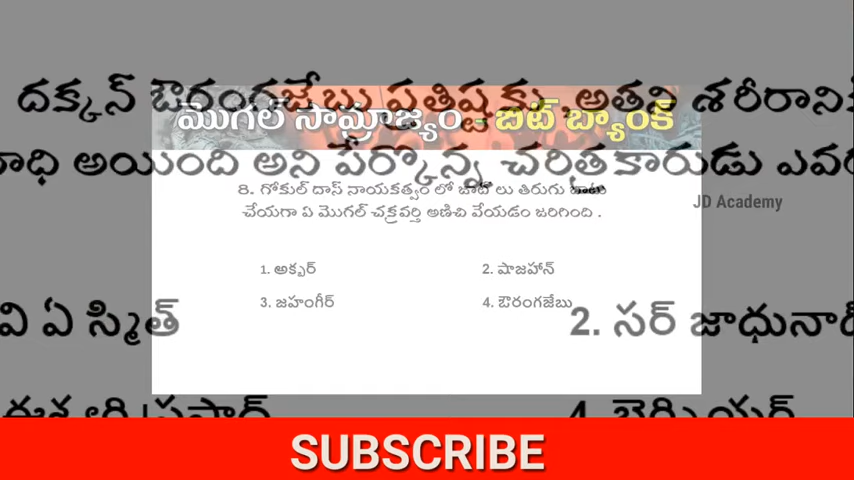 దక్కన్ ఔరంగజేబు ప్రతిష్టకు ,అతని శరీరానికి
మొగల్ సామ్రాజ్యం - బిట్ బ్యాంక్
అయింది అని పేర్కొన్న చరిత్రకారుడు
8. గోకుల్ దాస్ నాయకత్వం లో జాట్ లు తిరుగు బాటు
JD Academy
చేయగా ఏ మొగల్ చక్రవర్తి అణిచి వేయడం జరిగింది .
1. అక్బర్
2. షాజహాన్
3. జహంగీర్
4. ఔరంగజేబు
వి ఏ స్మిత్
2. సర్
SUBSCRIBE